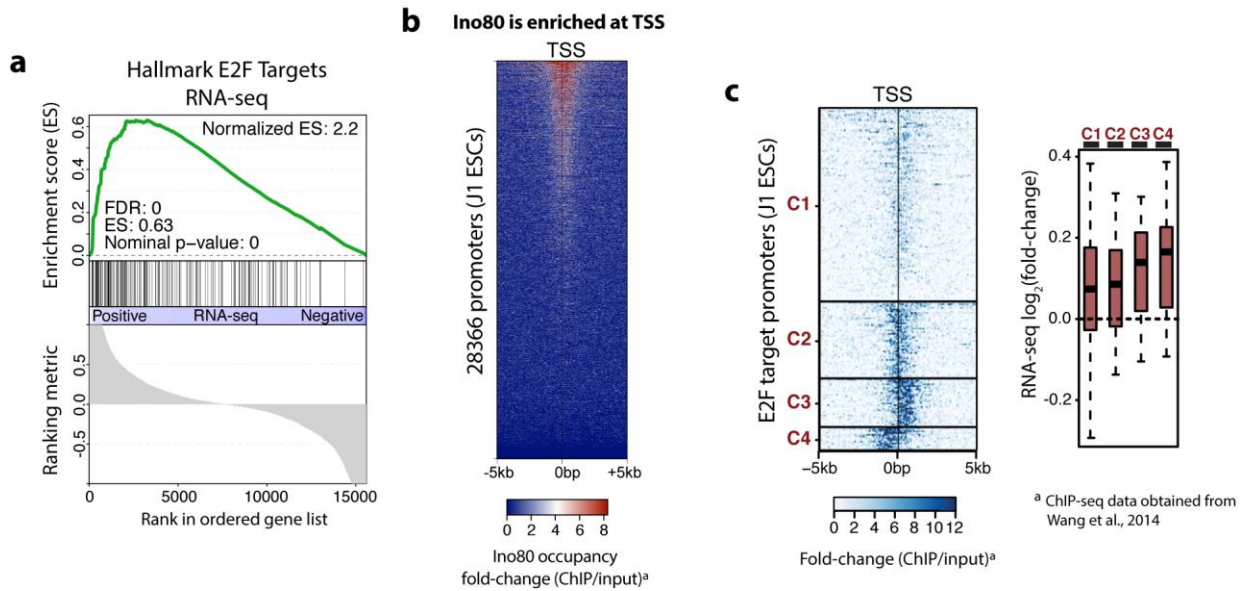 a
Hallmark E2F Targets
RNA-seq
Enrichment score (ES)
0.6
0.4
0.2
0.0
Normalized ES: 2.2
FDR: 0
ES: 0.63
Nominal p-value: 0
Positive RNA-seq Negative
Ranking metric
0.5
0.0
-0.5
0 5000 10000 15000
Rank in ordered gene list
b
Ino80 is enriched at TSS
TSS
28366 promoters (J1 ESCs)
-5kb 0bp +5kb
0 2 4 6 8
Ino80 occupancy
fold-change (ChIP/input)ᵃ
c
TSS
E2F target promoters (J1 ESCs)
C1
C2
C3
C4
−5kb 0bp 5kb
0 2 4 6 8 10 12
Fold-change (ChIP/input)ᵃ
C1 C2 C3 C4
RNA-seq log₂(fold-change)
0.4
0.2
0.0
-0.2
ᵃ ChIP-seq data obtained from
Wang et al., 2014